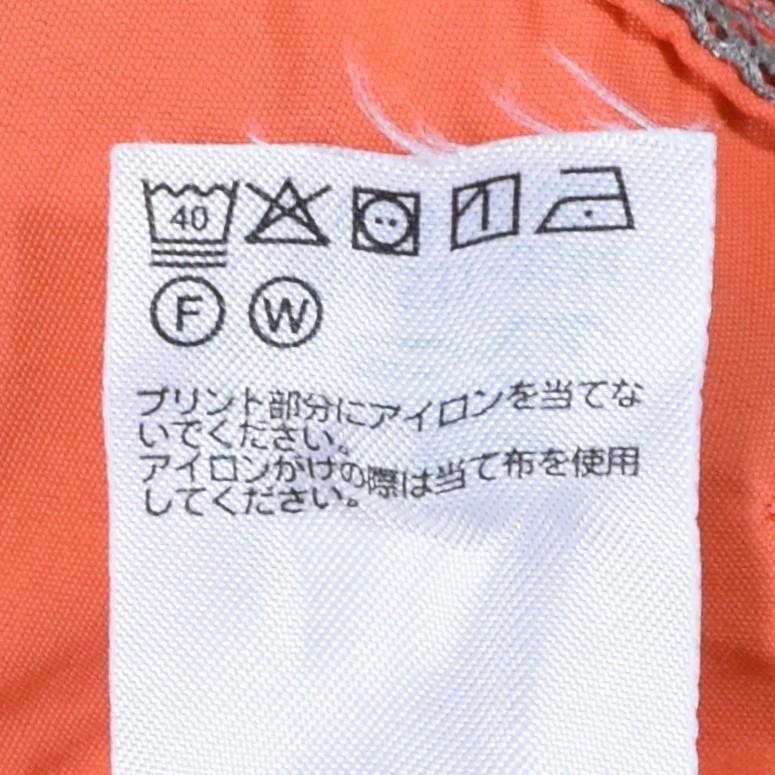 40
F W
プリント部分にアイロンを当てな
いでください。
アイロンがけの際は当て布を使用
してください。